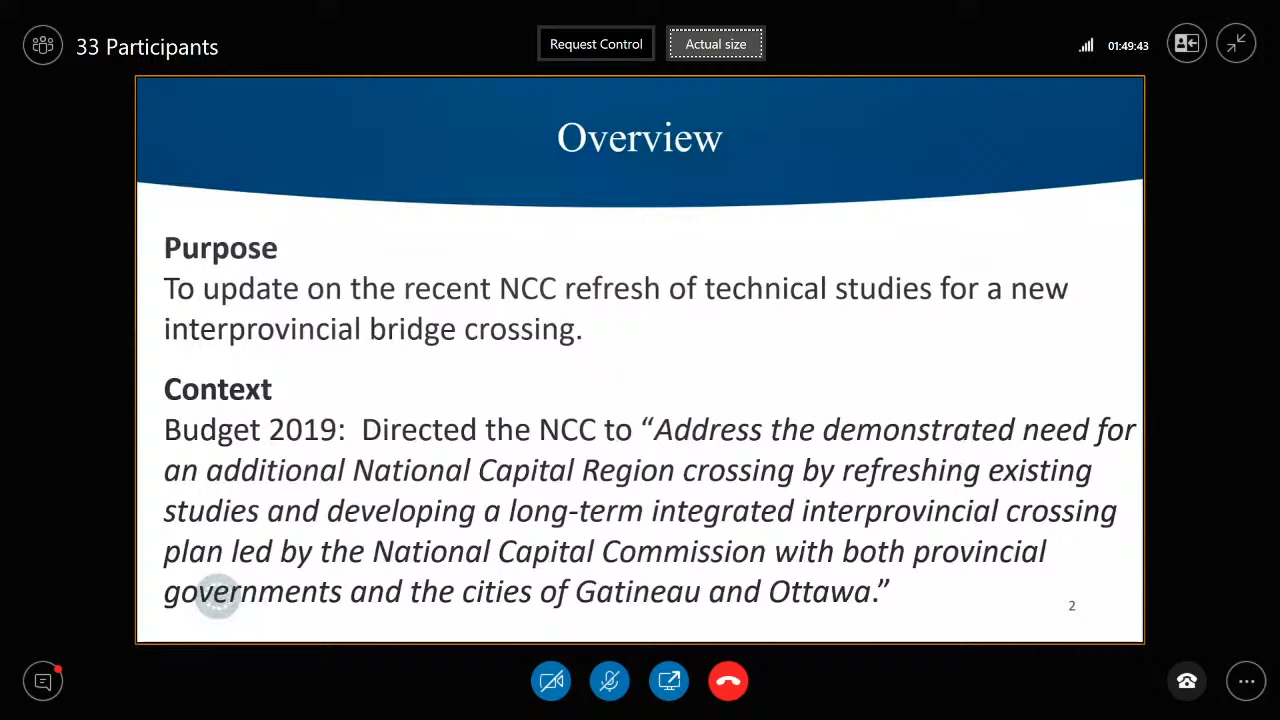 33 Participants
Request Control
Actual size
01:49:43
Overview
Purpose
To update on the recent NCC refresh of technical studies for a new
interprovincial bridge crossing.
Context
Budget 2019:  Directed the NCC to “Address the demonstrated need for
an additional National Capital Region crossing by refreshing existing
studies and developing a long-term integrated interprovincial crossing
plan led by the National Capital Commission with both provincial
governments and the cities of Gatineau and Ottawa.”
2